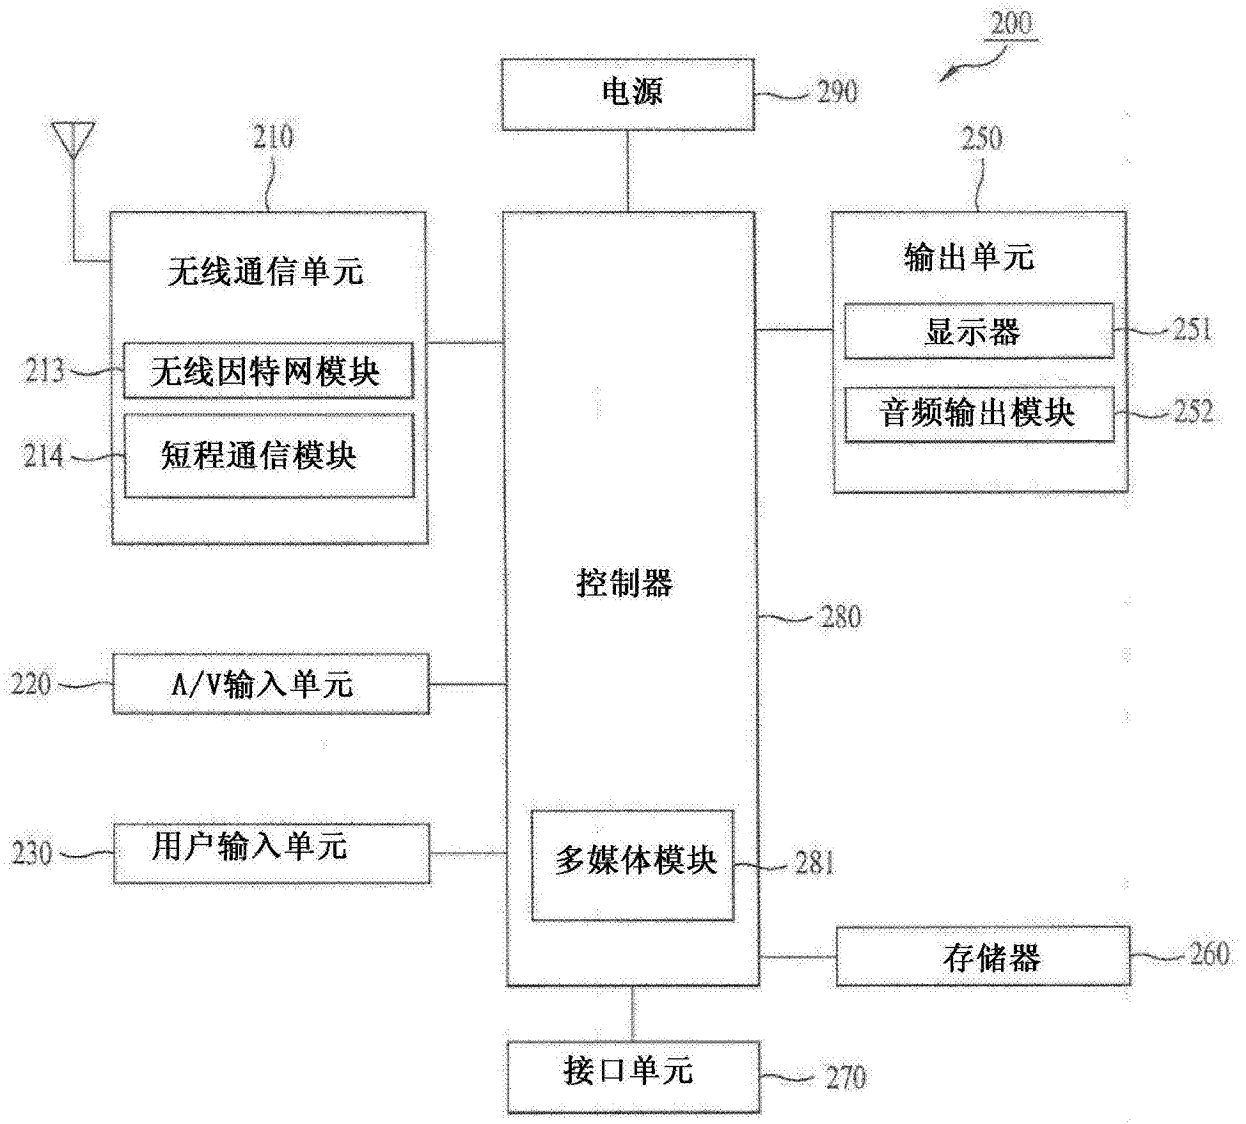 200
电源
290
210
250
无线通信单元
输出单元
显示器
251
213
无线因特网模块
音频输出模块
252
214
短程通信模块
控制器
280
220
A/V输入单元
230
用户输入单元
多媒体模块
281
存储器
260
接口单元
270